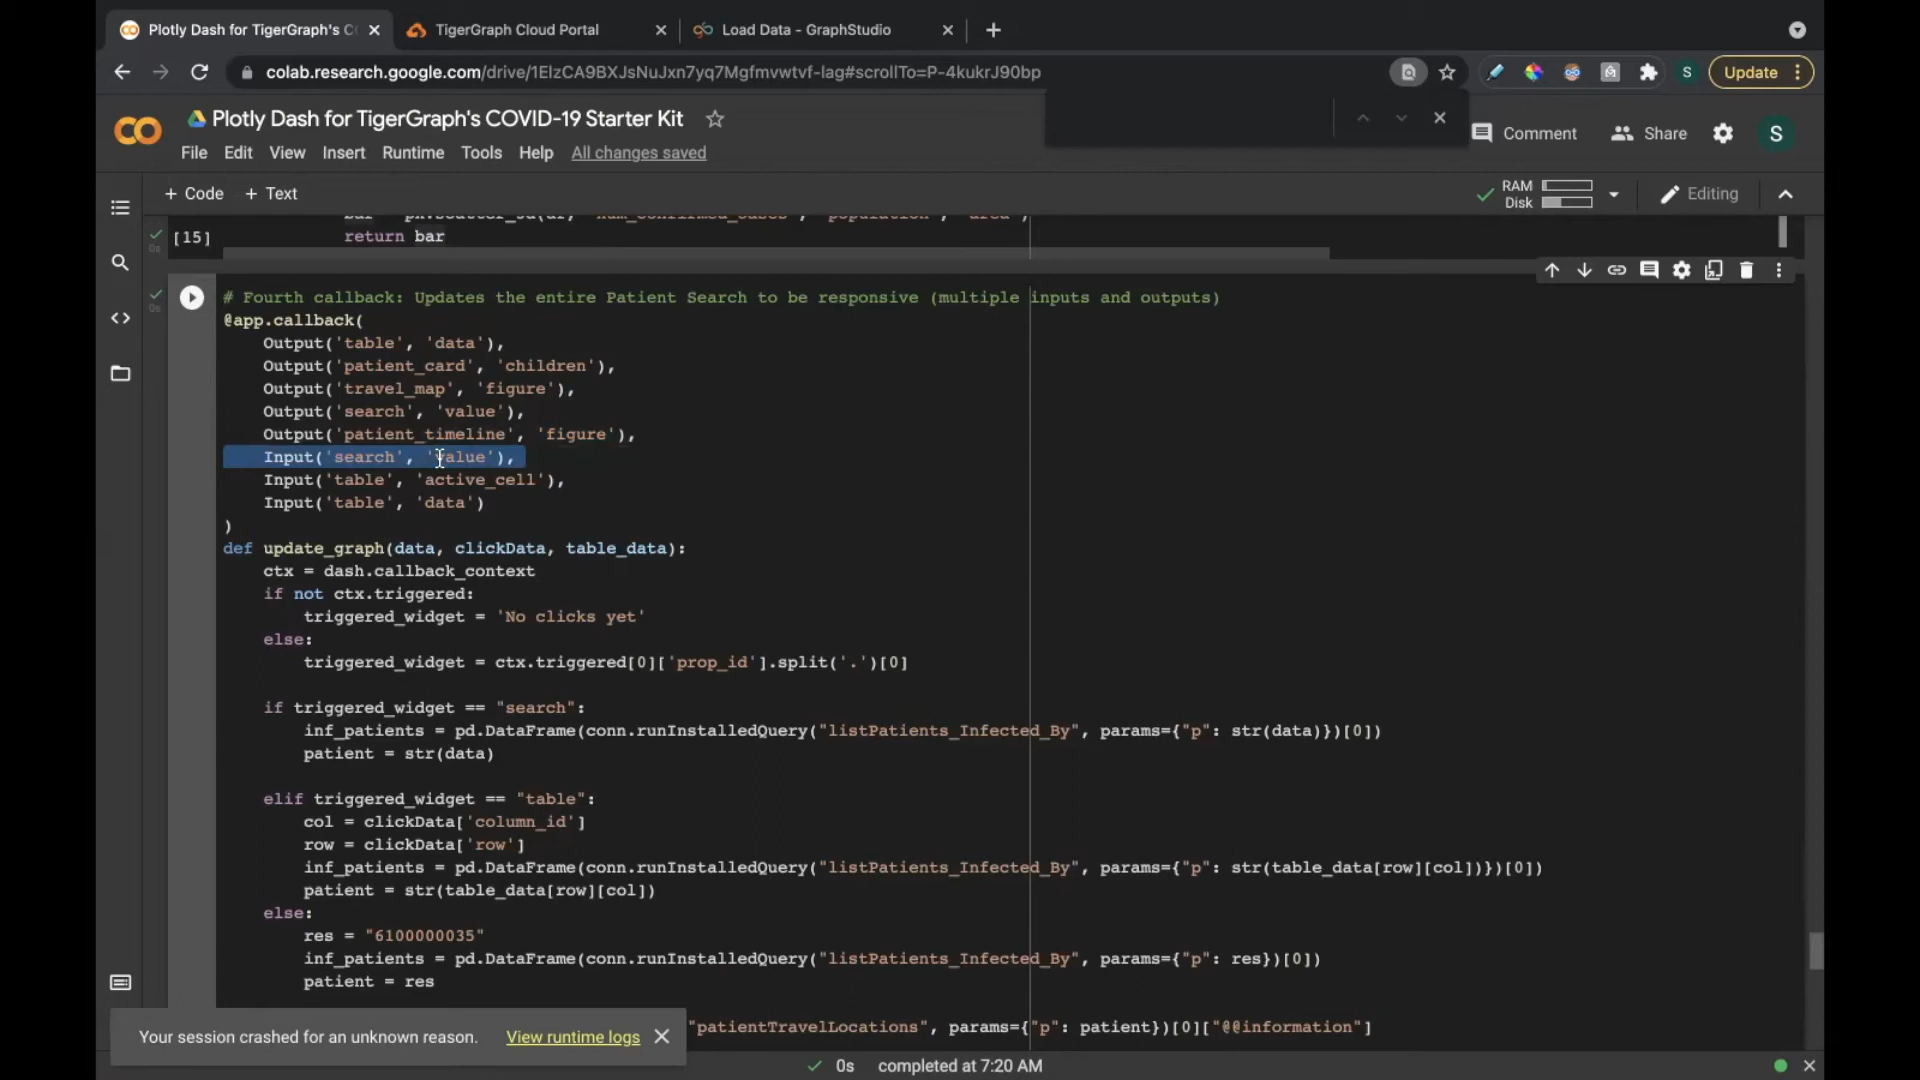 Plotly Dash for TigerGraph's C
TigerGraph Cloud Portal
Load Data - GraphStudio
colab.research.google.com/drive/1ElzCA9BXJsNuJxn7yq7Mgfmvwtvf-lag#scrollTo=P-4kukrJ90bp
S
Update
Plotly Dash for TigerGraph's COVID-19 Starter Kit
Comment
Share
S
File Edit View Insert Runtime Tools Help All changes saved
+ Code + Text
RAM
Disk
Editing
[15]
return bar
# Fourth callback: Updates the entire Patient Search to be responsive (multiple inputs and outputs)
@app.callback(
Output('table', 'data'),
Output('patient_card', 'children'),
Output('travel_map', 'figure'),
Output('search', 'value'),
Output('patient_timeline', 'figure'),
Input('search', 'value'),
Input('table', 'active_cell'),
Input('table', 'data')
)
def update_graph(data, clickData, table_data):
ctx = dash.callback_context
if not ctx.triggered:
triggered_widget = 'No clicks yet'
else:
triggered_widget = ctx.triggered[0]['prop_id'].split('.')[0]
if triggered_widget == "search":
inf_patients = pd.DataFrame(conn.runInstalledQuery("listPatients_Infected_By", params={"p": str(data)})[0])
patient = str(data)
elif triggered_widget == "table":
col = clickData['column_id']
row = clickData['row']
inf_patients = pd.DataFrame(conn.runInstalledQuery("listPatients_Infected_By", params={"p": str(table_data[row][col])})[0])
patient = str(table_data[row][col])
else:
res = "6100000035"
inf_patients = pd.DataFrame(conn.runInstalledQuery("listPatients_Infected_By", params={"p": res})[0])
patient = res
"patientTravelLocations", params={"p": patient})[0]["@@information"]
Your session crashed for an unknown reason. View runtime logs
0s completed at 7:20 AM